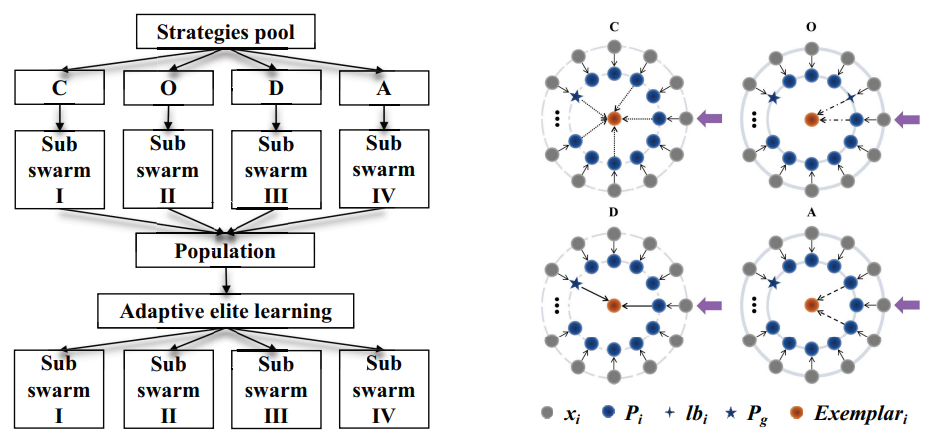 Strategies pool
C
O
D
A
Sub
swarm
I
Sub
swarm
II
Sub
swarm
III
Sub
swarm
IV
Population
Adaptive elite learning
Sub
swarm
I
Sub
swarm
II
Sub
swarm
III
Sub
swarm
IV
C
O
D
A
x_i P_i lb_i P_g Exemplar_i